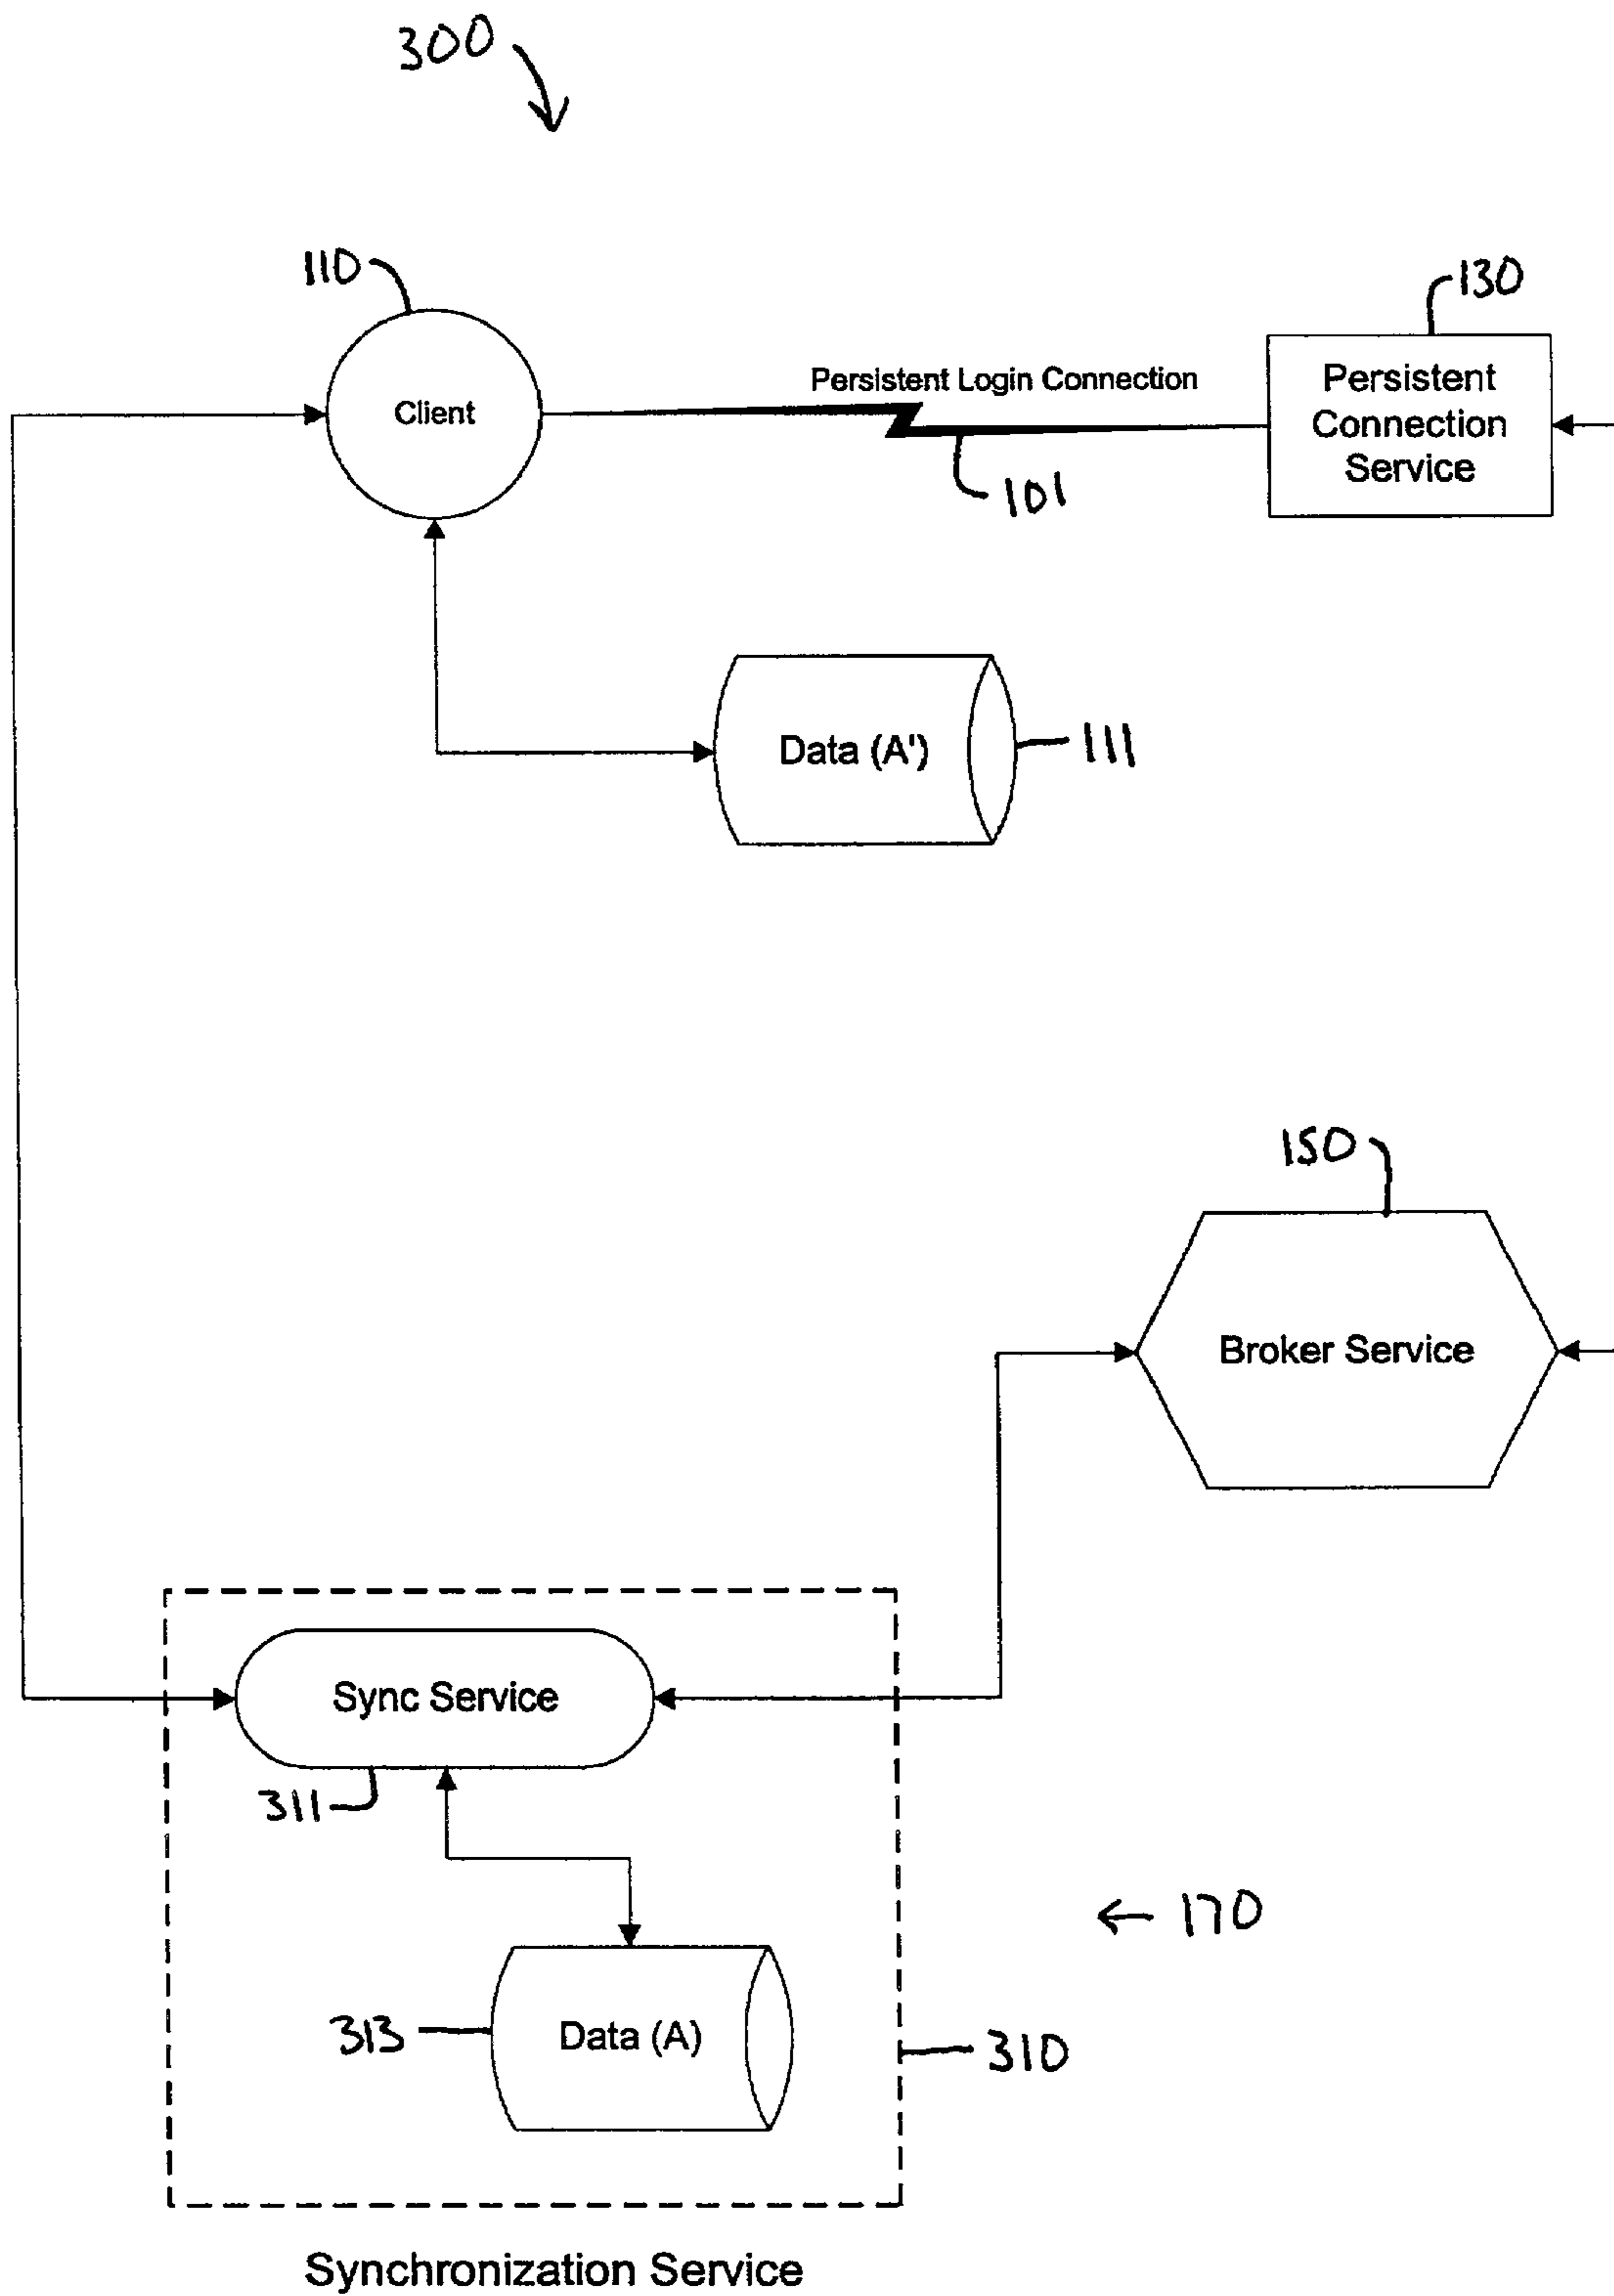 300
110
130
Persistent Login Connection
Persistent
Connection
Service
Client
101
Data (A')
111
150
Broker Service
Sync Service
311
170
313
Data (A)
310
Synchronization Service